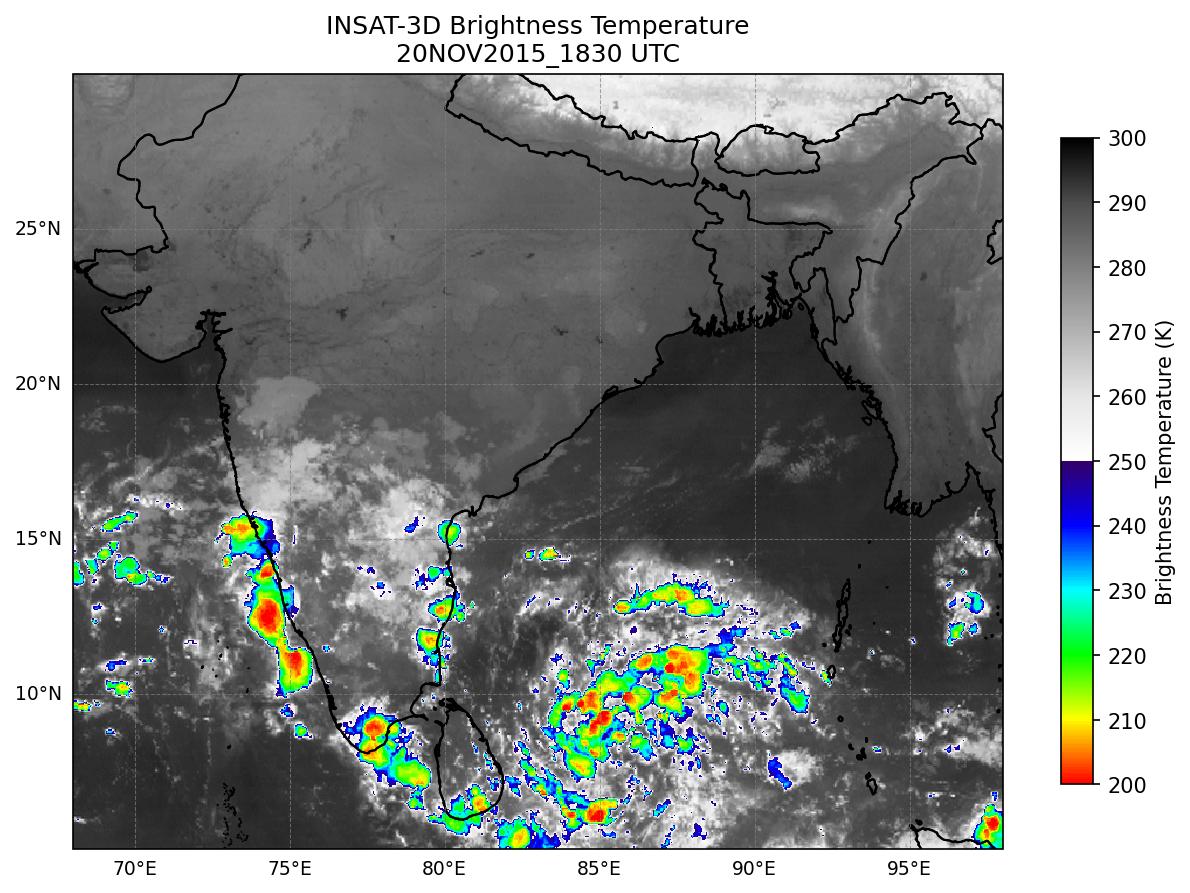 INSAT-3D Brightness Temperature
20NOV2015_1830 UTC
25°N
20°N
15°N
10°N
70°E
75°E
80°E
85°E
90°E
95°E
300
290
280
270
260
250
240
230
220
210
200
Brightness Temperature (K)